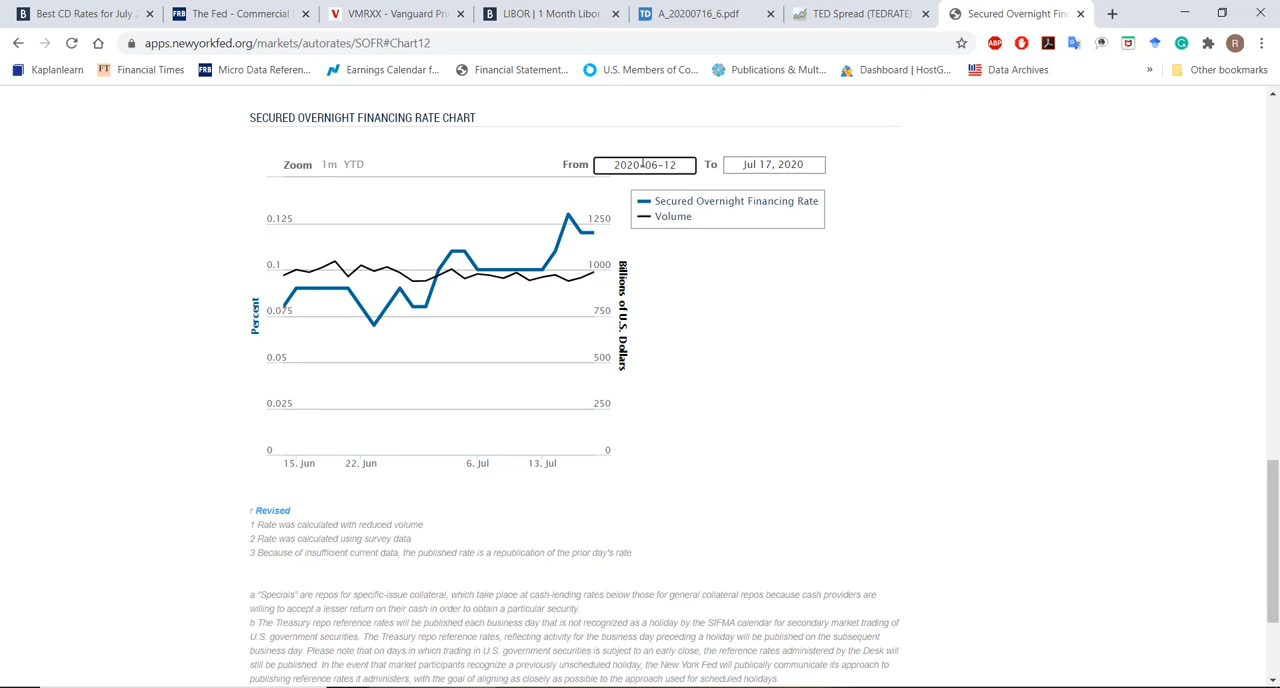 Best CD Rates for July 2
The Fed - Commercial
VMRXX - Vanguard Pri
LIBOR | 1 Month Libor
A_20200716_6.pdf
TED Spread (TEDRATE)
Secured Overnight Fin
apps.newyorkfed.org/markets/autorates/SOFR#Chart12
Kaplanlearn
Financial Times
Micro Data Referen...
Earnings Calendar f...
Financial Statement...
U.S. Members of Co...
Publications & Mult...
Dashboard | HostG...
Data Archives
»
Other bookmarks
SECURED OVERNIGHT FINANCING RATE CHART
Zoom 1m YTD From 2020-06-12 To Jul 17, 2020
Secured Overnight Financing Rate
Volume
0.125 1250
0.1 1000
0.075 750
0.05 500
0.025 250
0 0
Percent
Billions of U.S. Dollars
15. Jun 22. Jun 6. Jul 13. Jul
r Revised
1 Rate was calculated with reduced volume
2 Rate was calculated using survey data
3 Because of insufficient current data, the published rate is a republication of the prior day's rate
a "Specials" are repos for specific-issue collateral, which take place at cash-lending rates below those for general collateral repos because cash providers are
willing to accept a lesser return on their cash in order to obtain a particular security.
b The Treasury repo reference rates will be published each business day that is not recognized as a holiday by the SIFMA calendar for secondary market trading of
U.S. government securities. The Treasury repo reference rates, reflecting activity for the business day preceding a holiday will be published on the subsequent
business day. Please note that on days in which trading in U.S. government securities is subject to an early close, the reference rates administered by the Desk will
still be published. In the event that market participants recognize a previously unscheduled holiday, the New York Fed will publically communicate its approach to
publishing reference rates it administers, with the goal of aligning as closely as possible to the approach used for scheduled holidays.